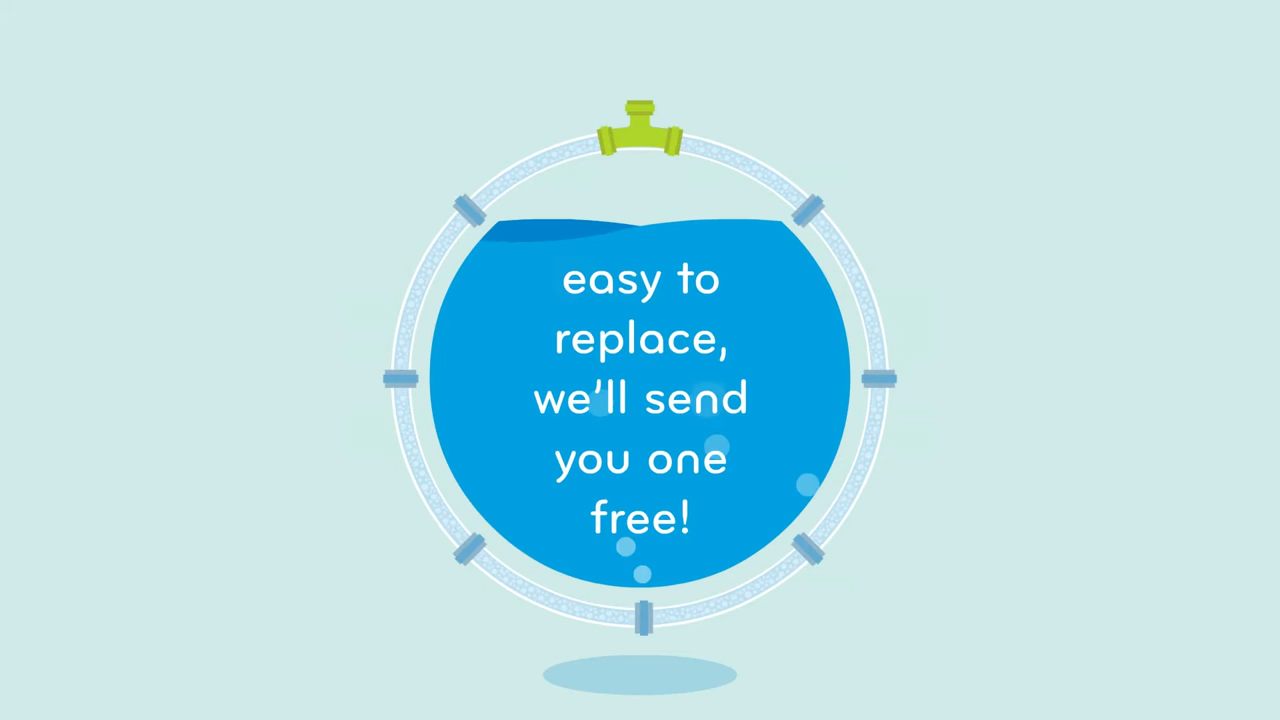 easy to
replace,
we’ll send
you one
free!